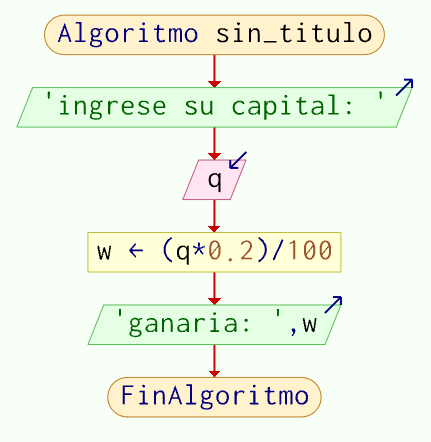 Algoritmo sin_titulo
'ingrese su capital: '
q
w ← (q*0.2)/100
'ganaria: ',w
FinAlgoritmo